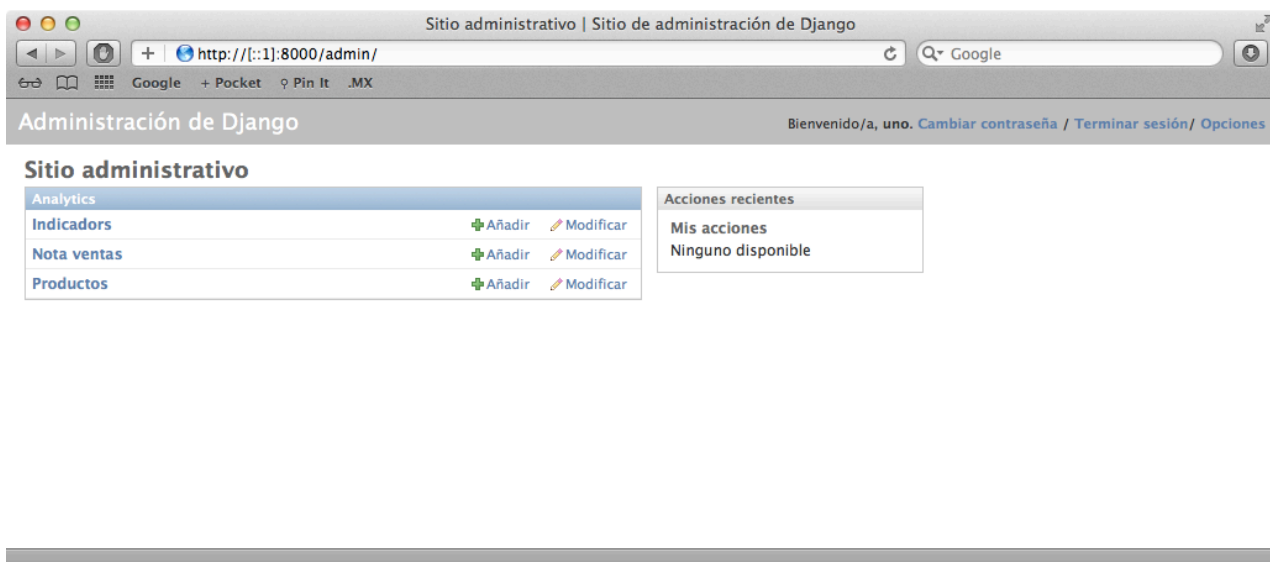 Sitio administrativo | Sitio de administración de Django
http://[::1]:8000/admin/
Google
Google + Pocket Pin It .MX
Administración de Django
Bienvenido/a, uno. Cambiar contraseña / Terminar sesión/ Opciones
Sitio administrativo
Analytics
Indicadors Añadir Modificar
Nota ventas Añadir Modificar
Productos Añadir Modificar
Acciones recientes
Mis acciones
Ninguno disponible